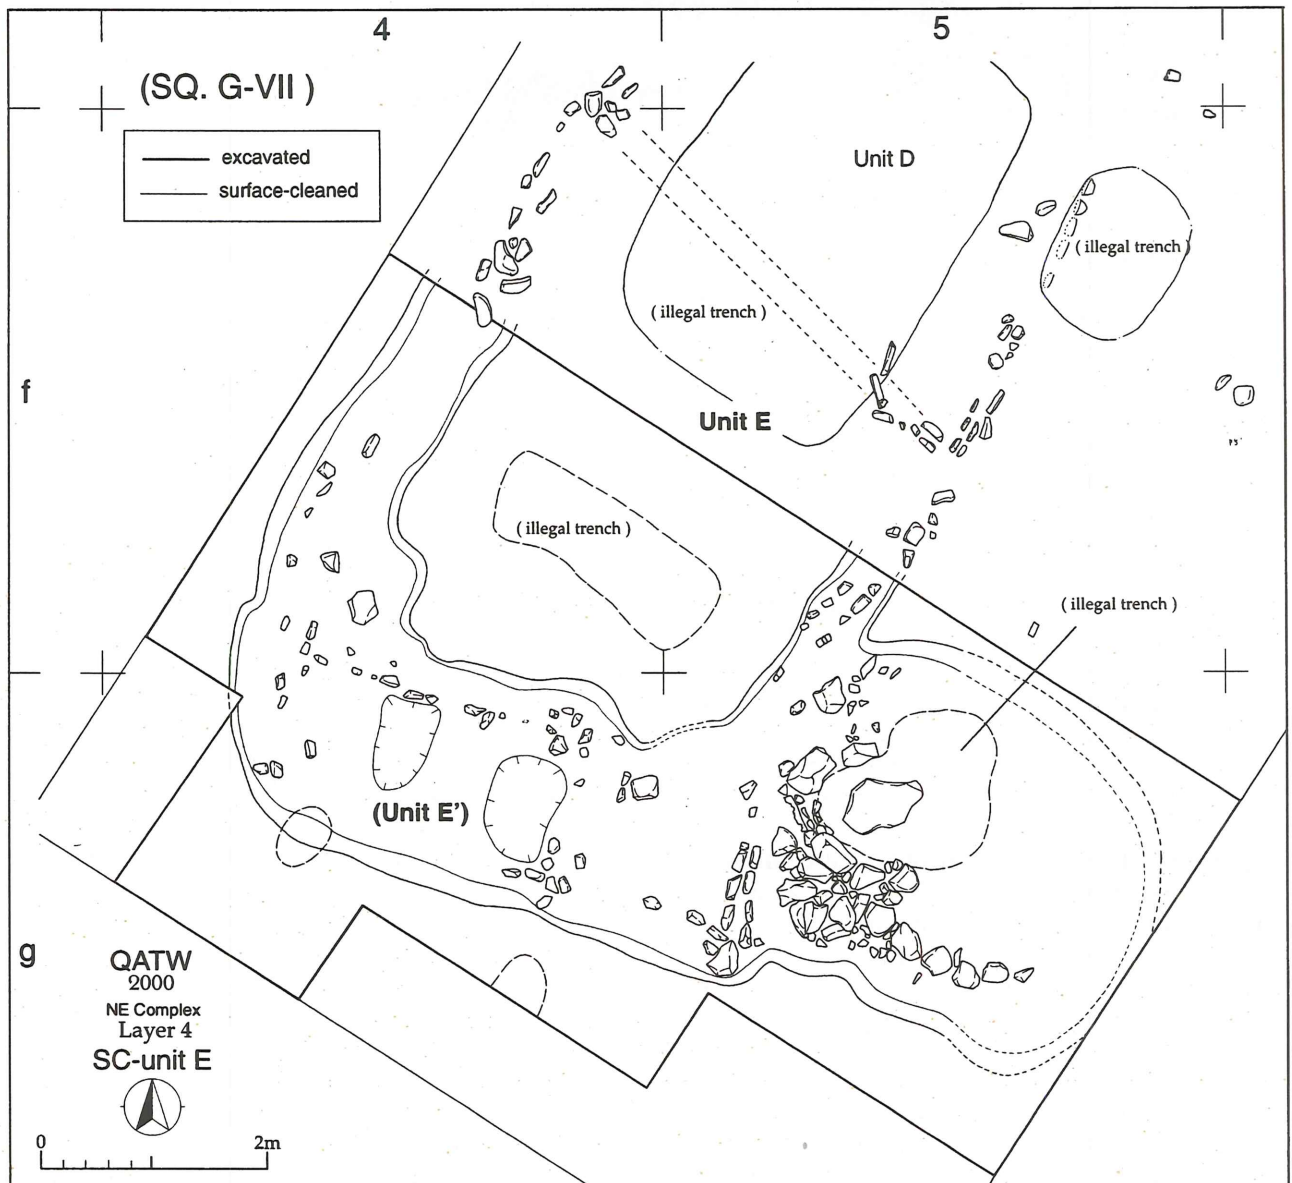 4
5
(SQ. G-VII )
excavated
surface-cleaned
Unit D
( illegal trench )
( illegal trench )
f
Unit E
( illegal trench )
( illegal trench )
(Unit E')
g
QATW
2000
NE Complex
Layer 4
SC-unit E
0 2m